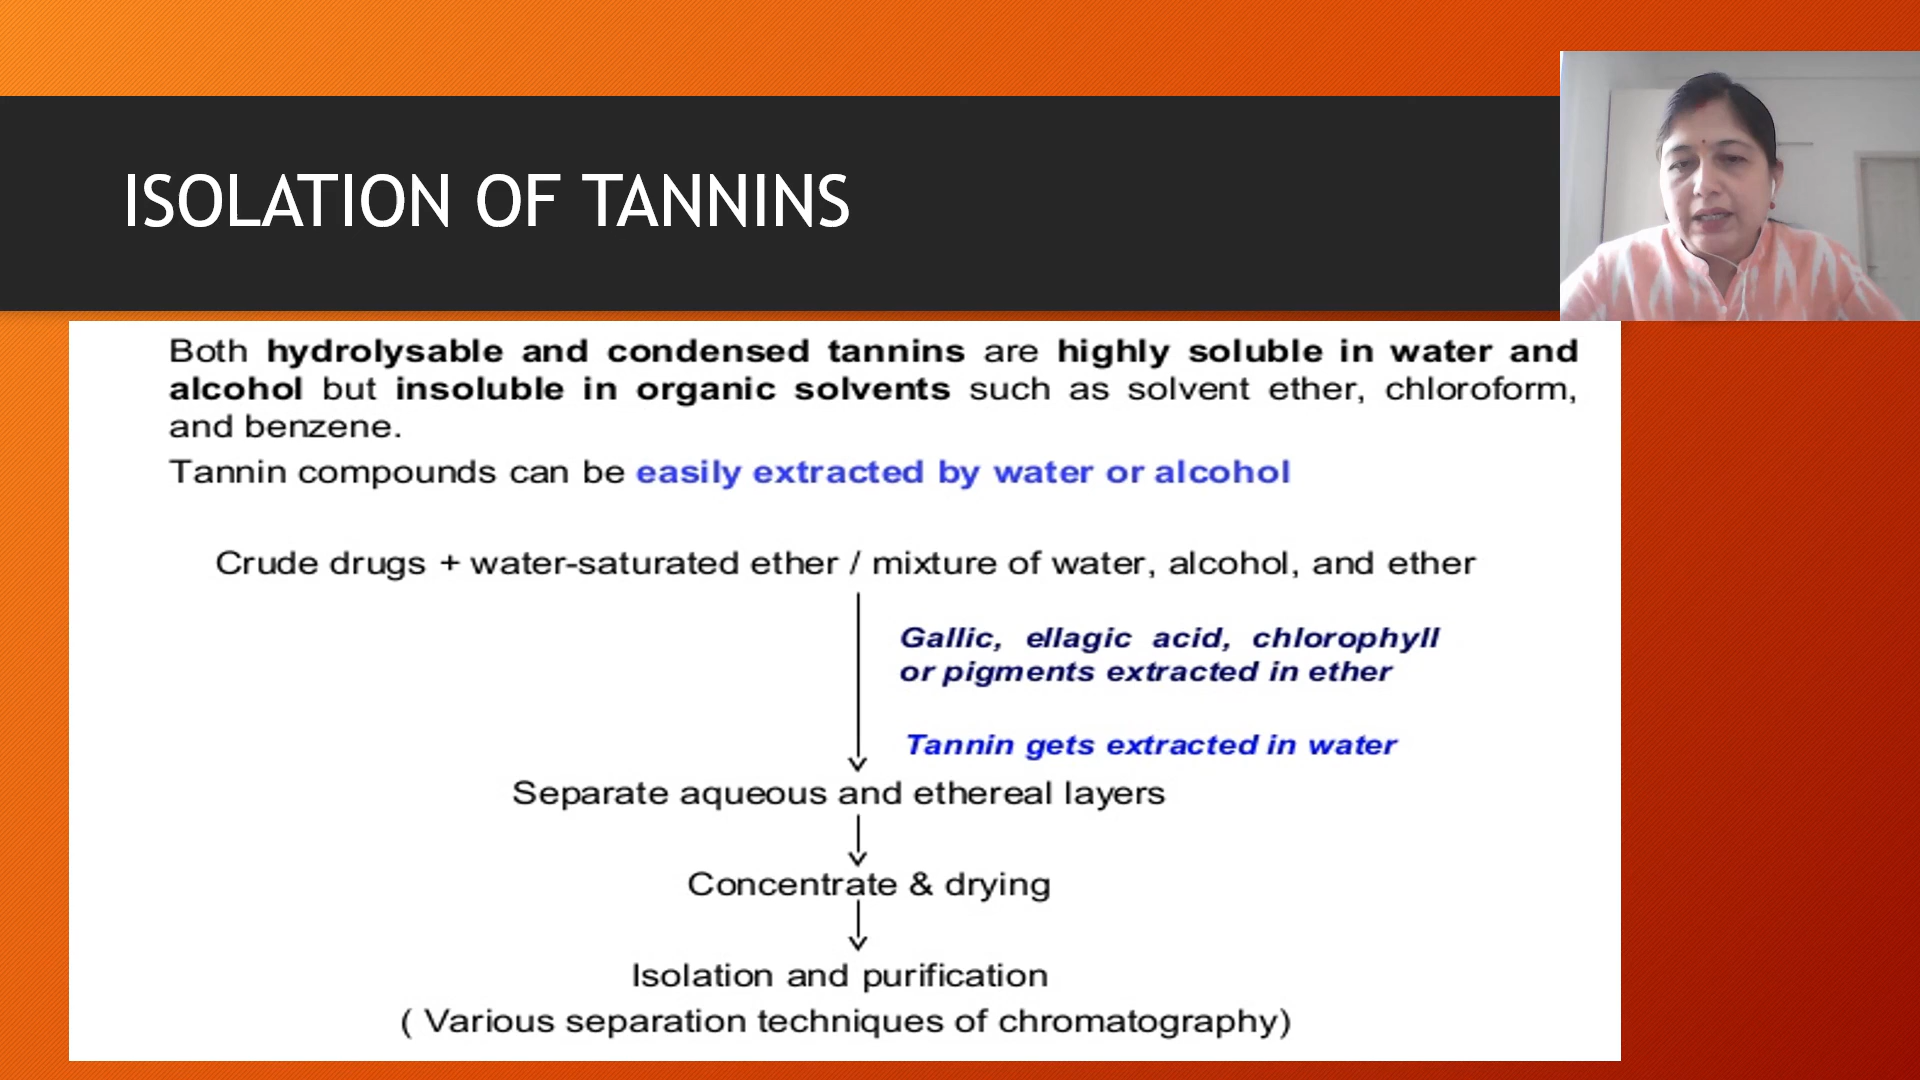 ISOLATION OF TANNINS
Both hydrolysable and condensed tannins are highly soluble in water and
alcohol but insoluble in organic solvents such as solvent ether, chloroform,
and benzene.
Tannin compounds can be easily extracted by water or alcohol
Crude drugs + water-saturated ether / mixture of water, alcohol, and ether
Gallic, ellagic acid, chlorophyll
or pigments extracted in ether
Tannin gets extracted in water
Separate aqueous and ethereal layers
Concentrate & drying
Isolation and purification
( Various separation techniques of chromatography)